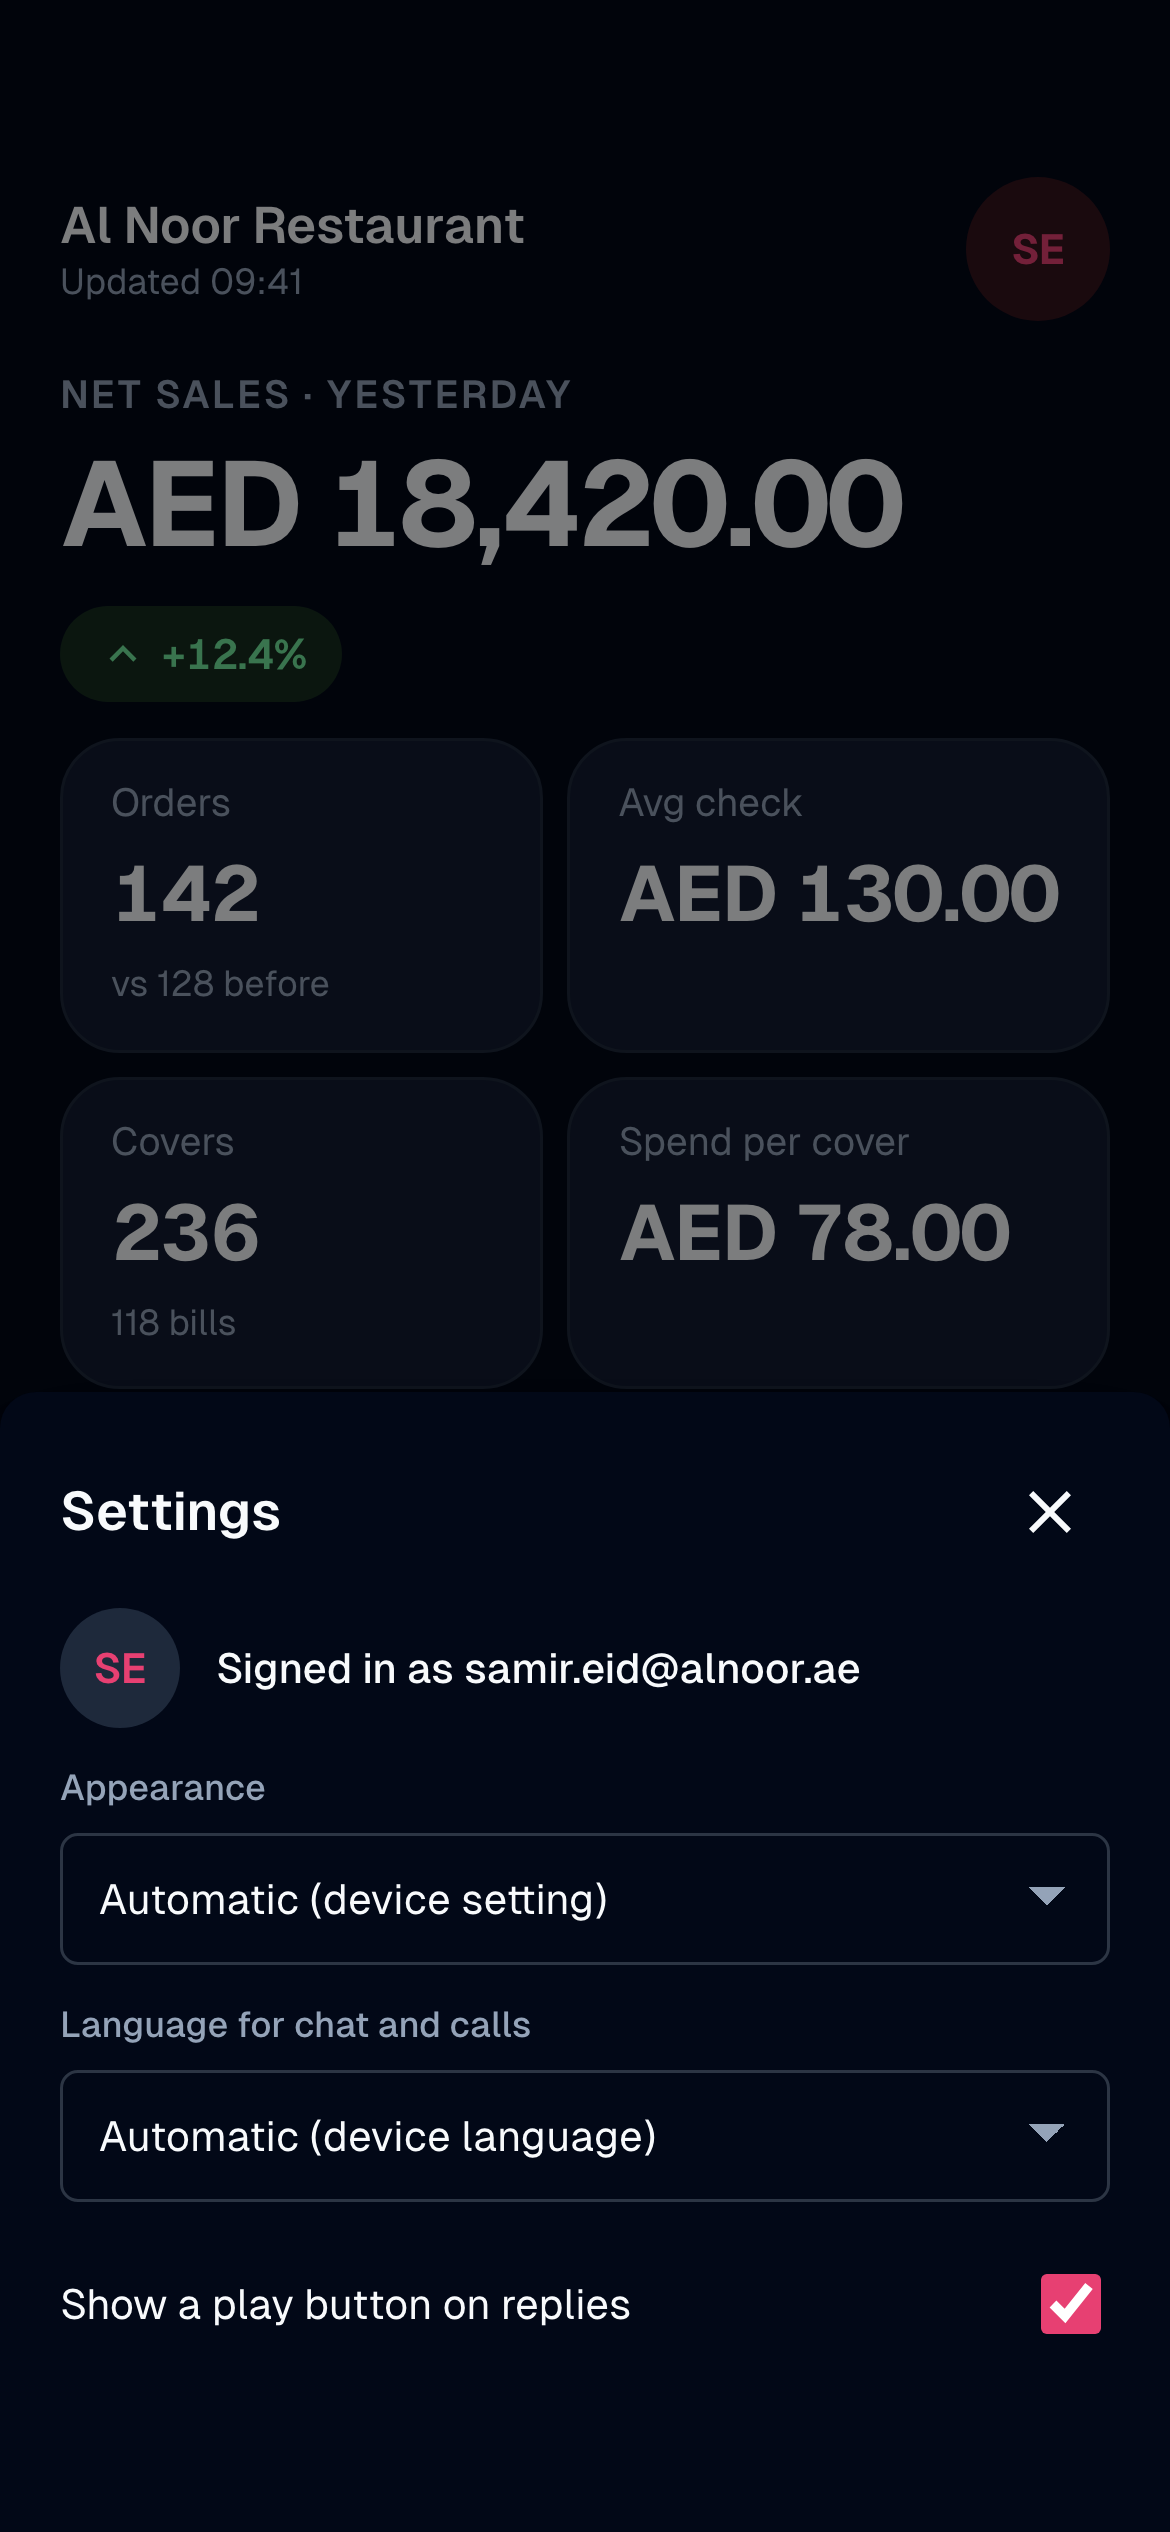 Al Noor Restaurant
Updated 09:41
SE
NET SALES · YESTERDAY
AED 18,420.00
+12.4%
Orders
142
vs 128 before
Avg check
AED 130.00
Covers
236
118 bills
Spend per cover
AED 78.00
Settings
SE
Signed in as samir.eid@alnoor.ae
Appearance
Automatic (device setting)
Language for chat and calls
Automatic (device language)
Show a play button on replies